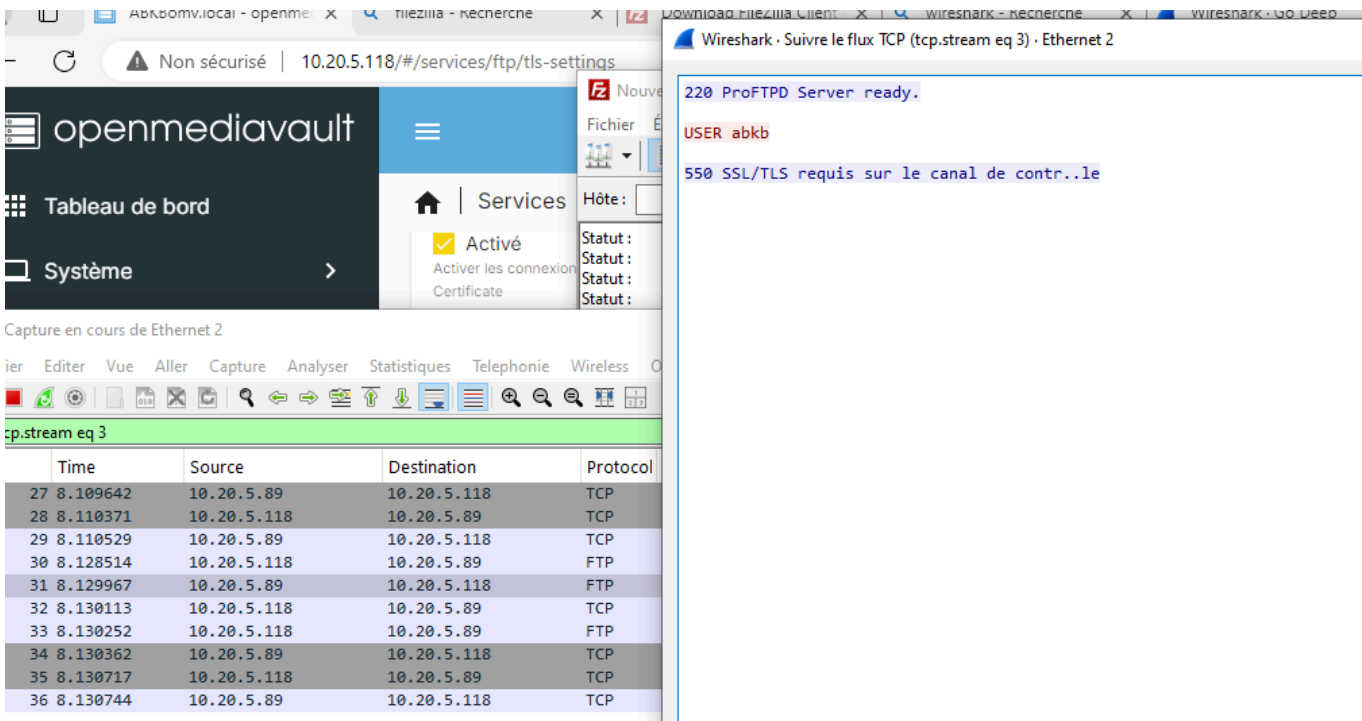 ABKBomv.local - openme X
filezilla - Recherche X
Download FileZilla Client X
wireshark - Recherche X
Wireshark · Go Deep
Non sécurisé | 10.20.5.118/#/services/ftp/tls-settings
openmediavault
Tableau de bord
Système
Services
Activé
Activer les connexion
Certificate
Fz Nouve
Fichier É
Hôte :
Statut :
Statut :
Statut :
Statut :
Wireshark · Suivre le flux TCP (tcp.stream eq 3) · Ethernet 2
220 ProFTPD Server ready.
USER abkb
550 SSL/TLS requis sur le canal de contr..le
Capture en cours de Ethernet 2
ier Editer Vue Aller Capture Analyser Statistiques Telephonie Wireless O
cp.stream eq 3
Time Source Destination Protocol
27 8.109642 10.20.5.89 10.20.5.118 TCP
28 8.110371 10.20.5.118 10.20.5.89 TCP
29 8.110529 10.20.5.89 10.20.5.118 TCP
30 8.128514 10.20.5.118 10.20.5.89 FTP
31 8.129967 10.20.5.89 10.20.5.118 FTP
32 8.130113 10.20.5.118 10.20.5.89 TCP
33 8.130252 10.20.5.118 10.20.5.89 FTP
34 8.130362 10.20.5.89 10.20.5.118 TCP
35 8.130717 10.20.5.118 10.20.5.89 TCP
36 8.130744 10.20.5.89 10.20.5.118 TCP